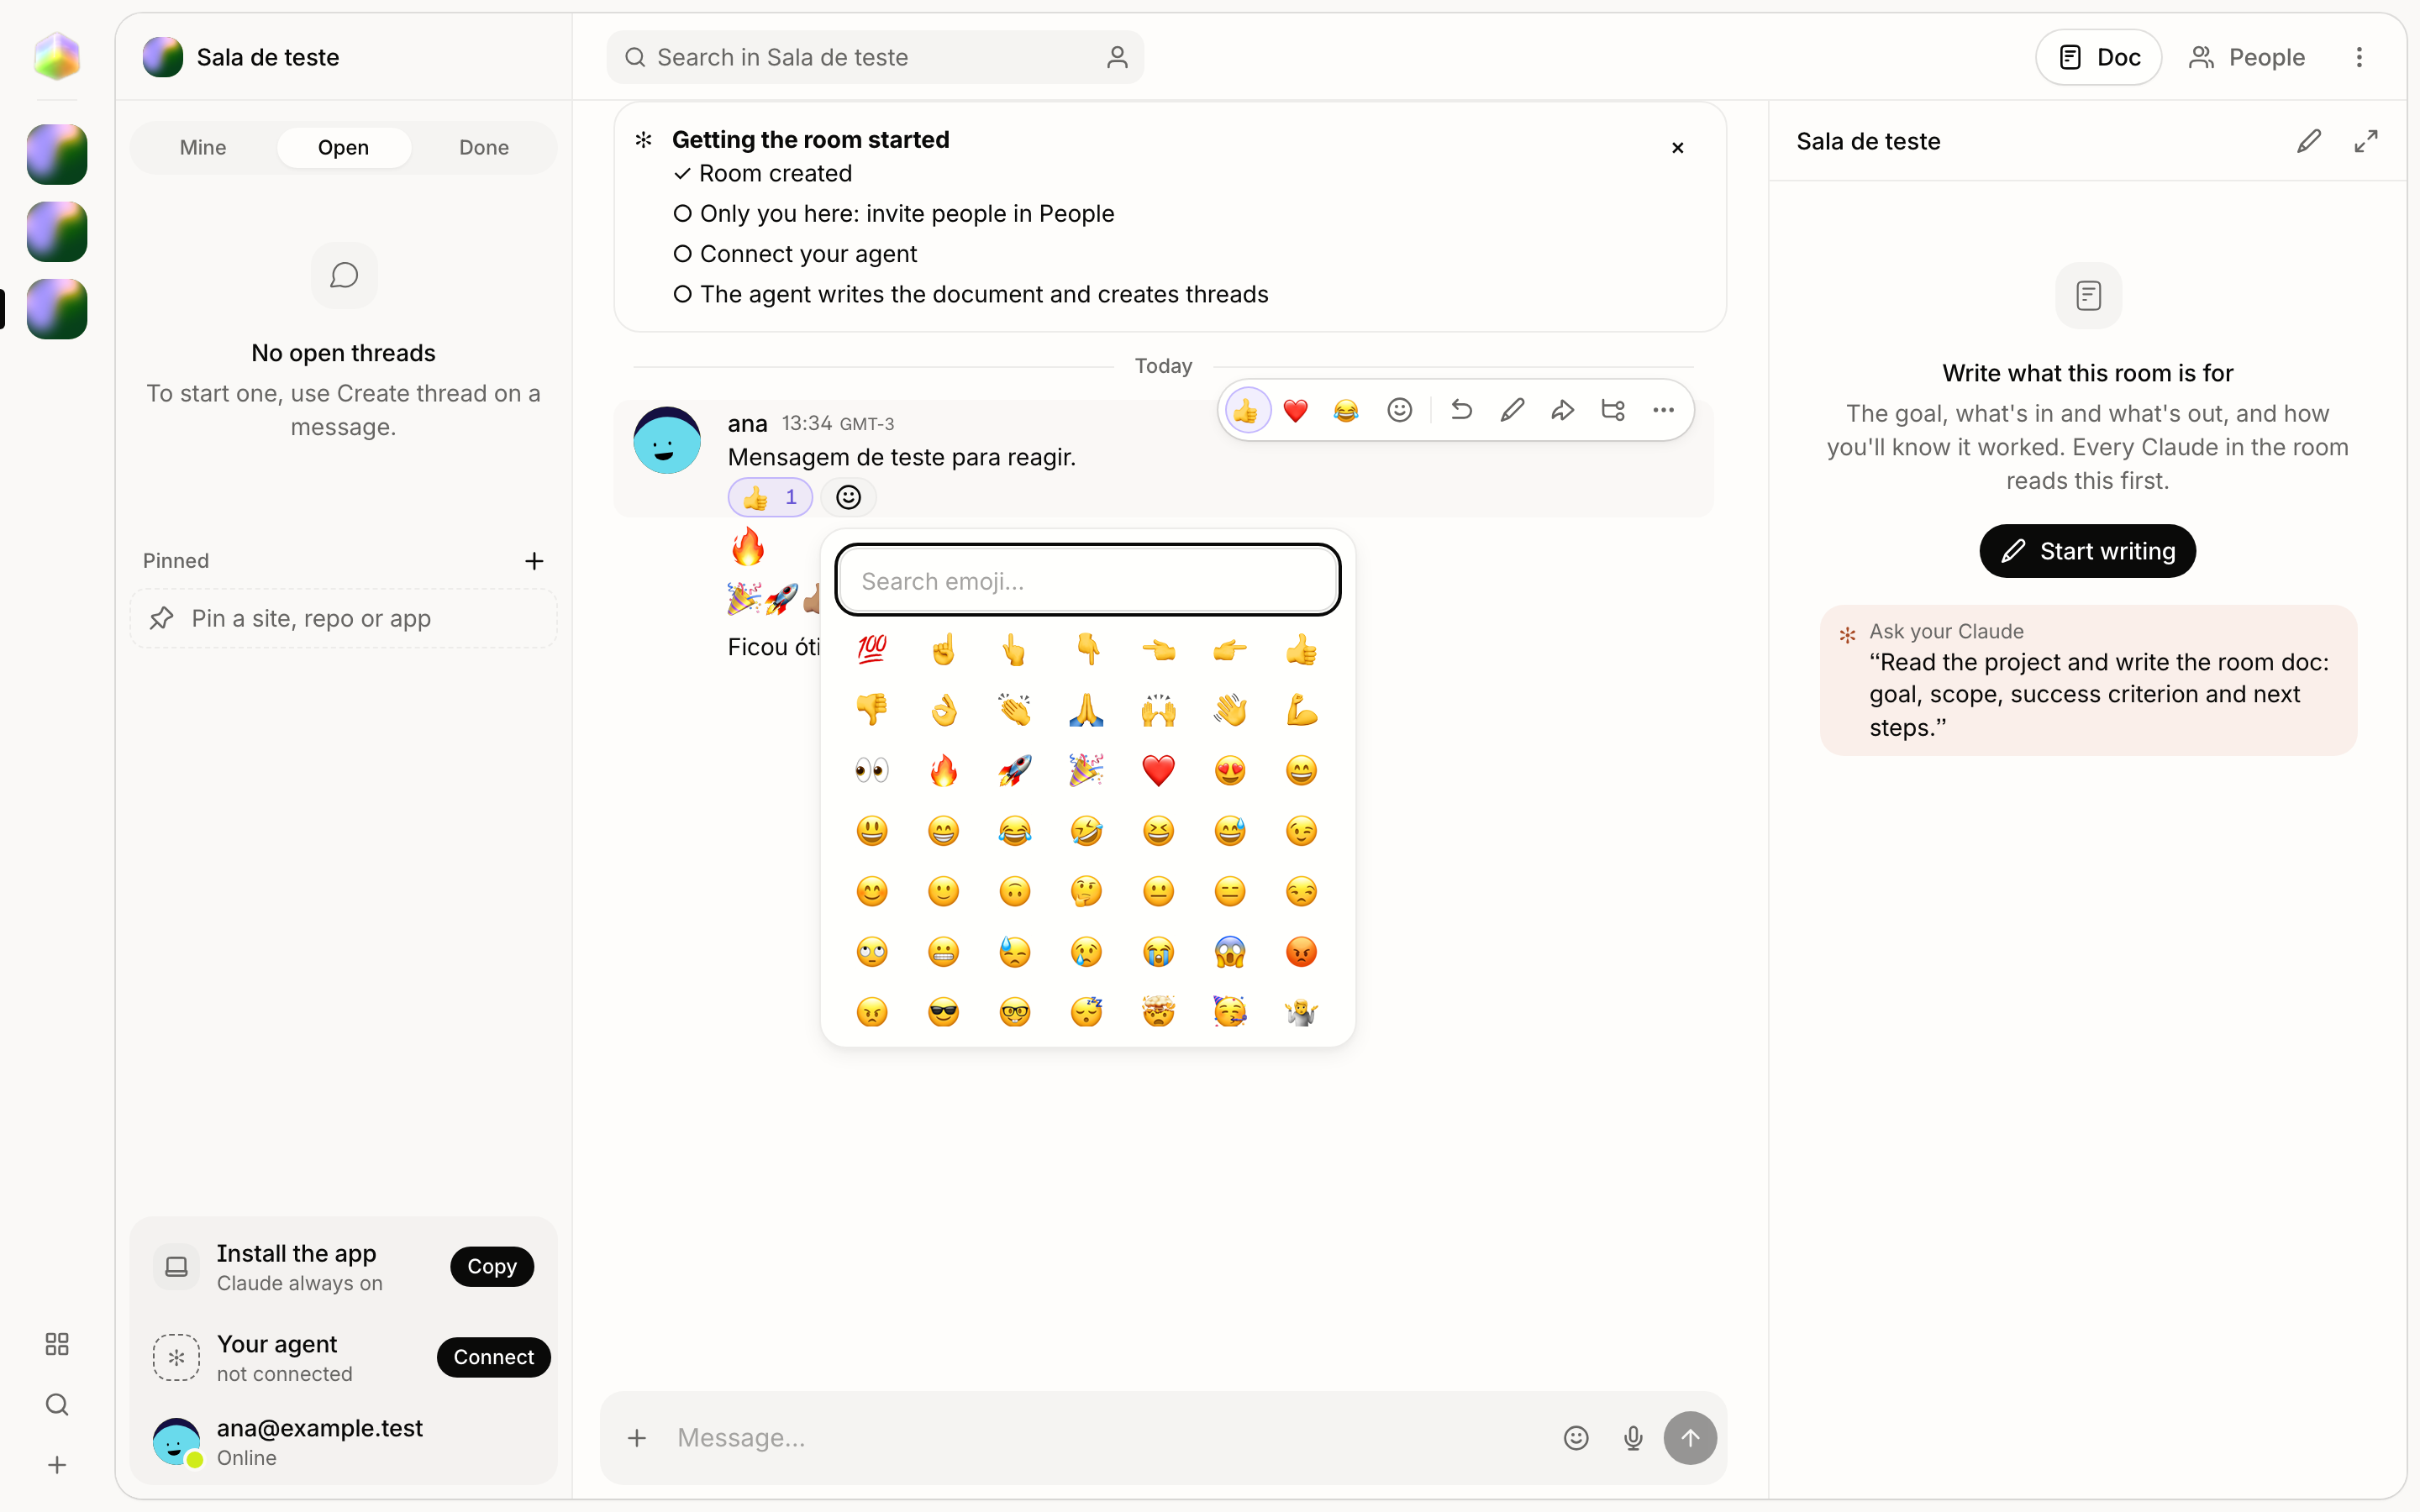 Sala de teste
Search in Sala de teste
Doc
People
Mine
Open
Done
No open threads
To start one, use Create thread on a
message.
Pinned
Pin a site, repo or app
Install the app
Claude always on
Copy
Your agent
not connected
Connect
ana@example.test
Online
Getting the room started
Room created
Only you here: invite people in People
Connect your agent
The agent writes the document and creates threads
Today
ana 13:34 GMT-3
Mensagem de teste para reagir.
👍 1
🔥
🎉🚀
Ficou
Search emoji...
Message...
Sala de teste
Write what this room is for
The goal, what's in and what's out, and how
you'll know it worked. Every Claude in the room
reads this first.
Start writing
Ask your Claude
“Read the project and write the room doc:
goal, scope, success criterion and next
steps.”